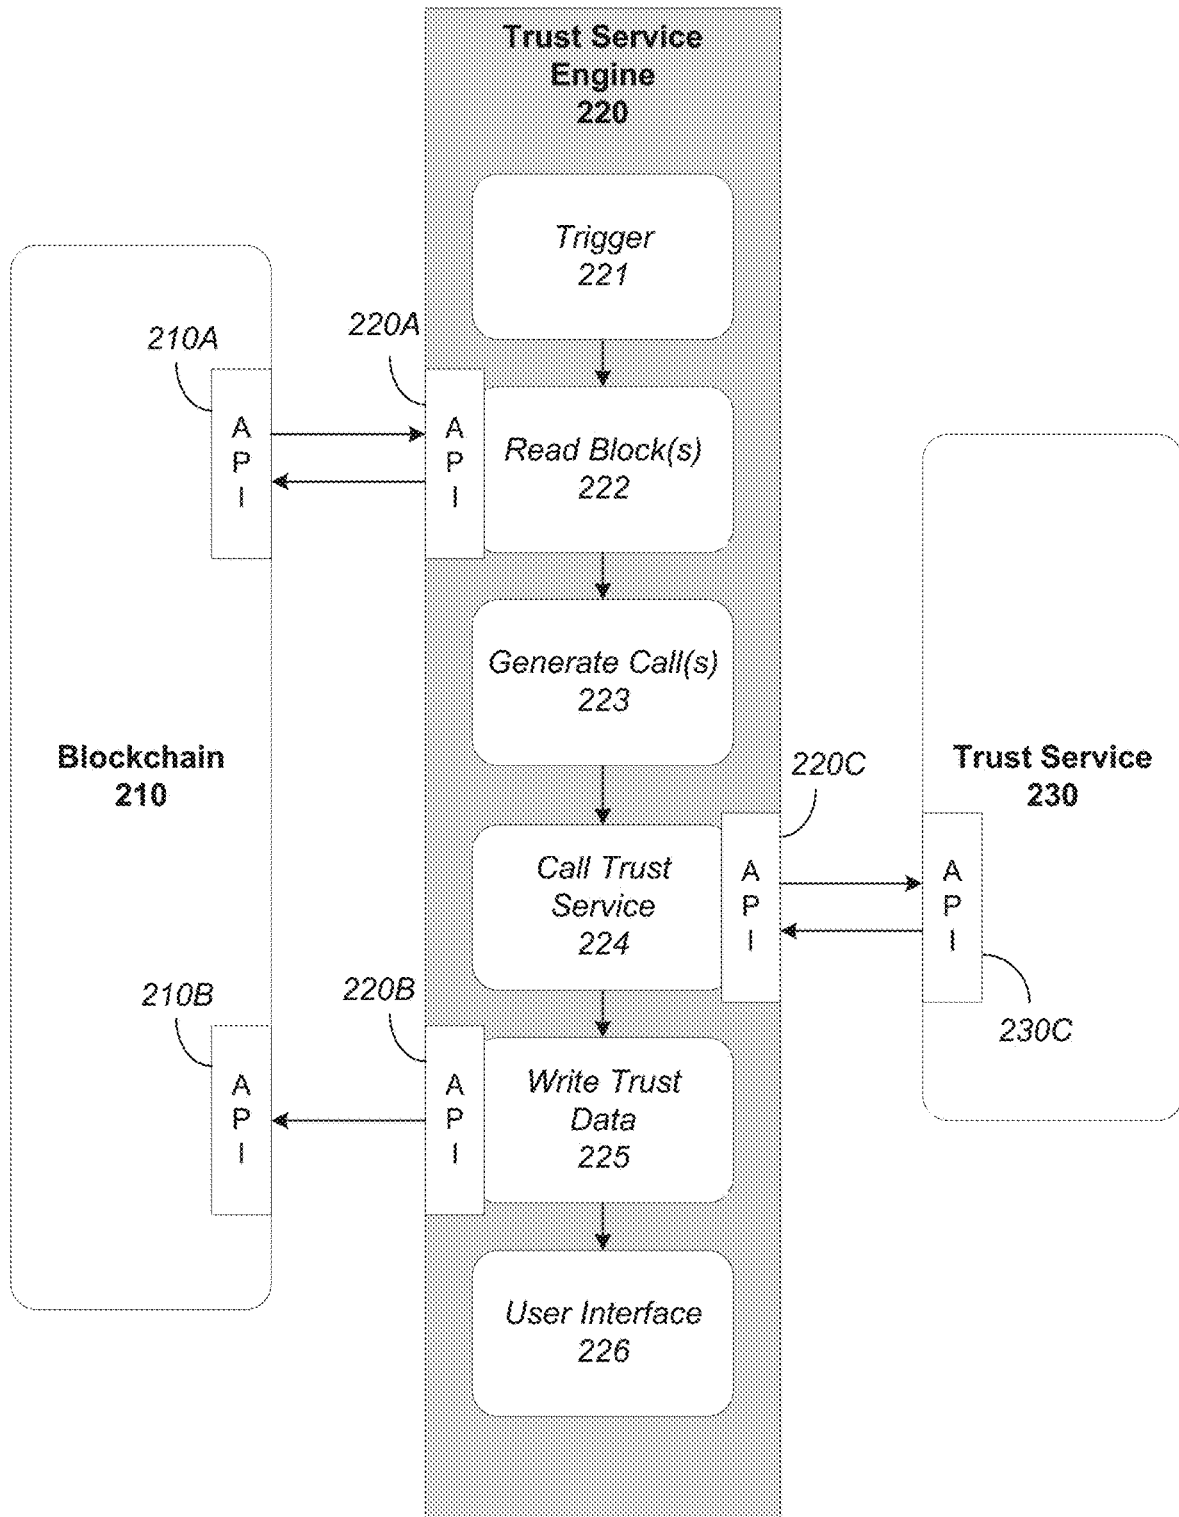 Trust Service
Engine
220
Trigger
221
210A
220A
A
P
I
A
P
I
Read Block(s)
222
Generate Call(s)
223
Blockchain
210
220C
Trust Service
230
Call Trust
Service
224
A
P
I
A
P
I
210B
220B
230C
A
P
I
A
P
I
Write Trust
Data
225
User Interface
226